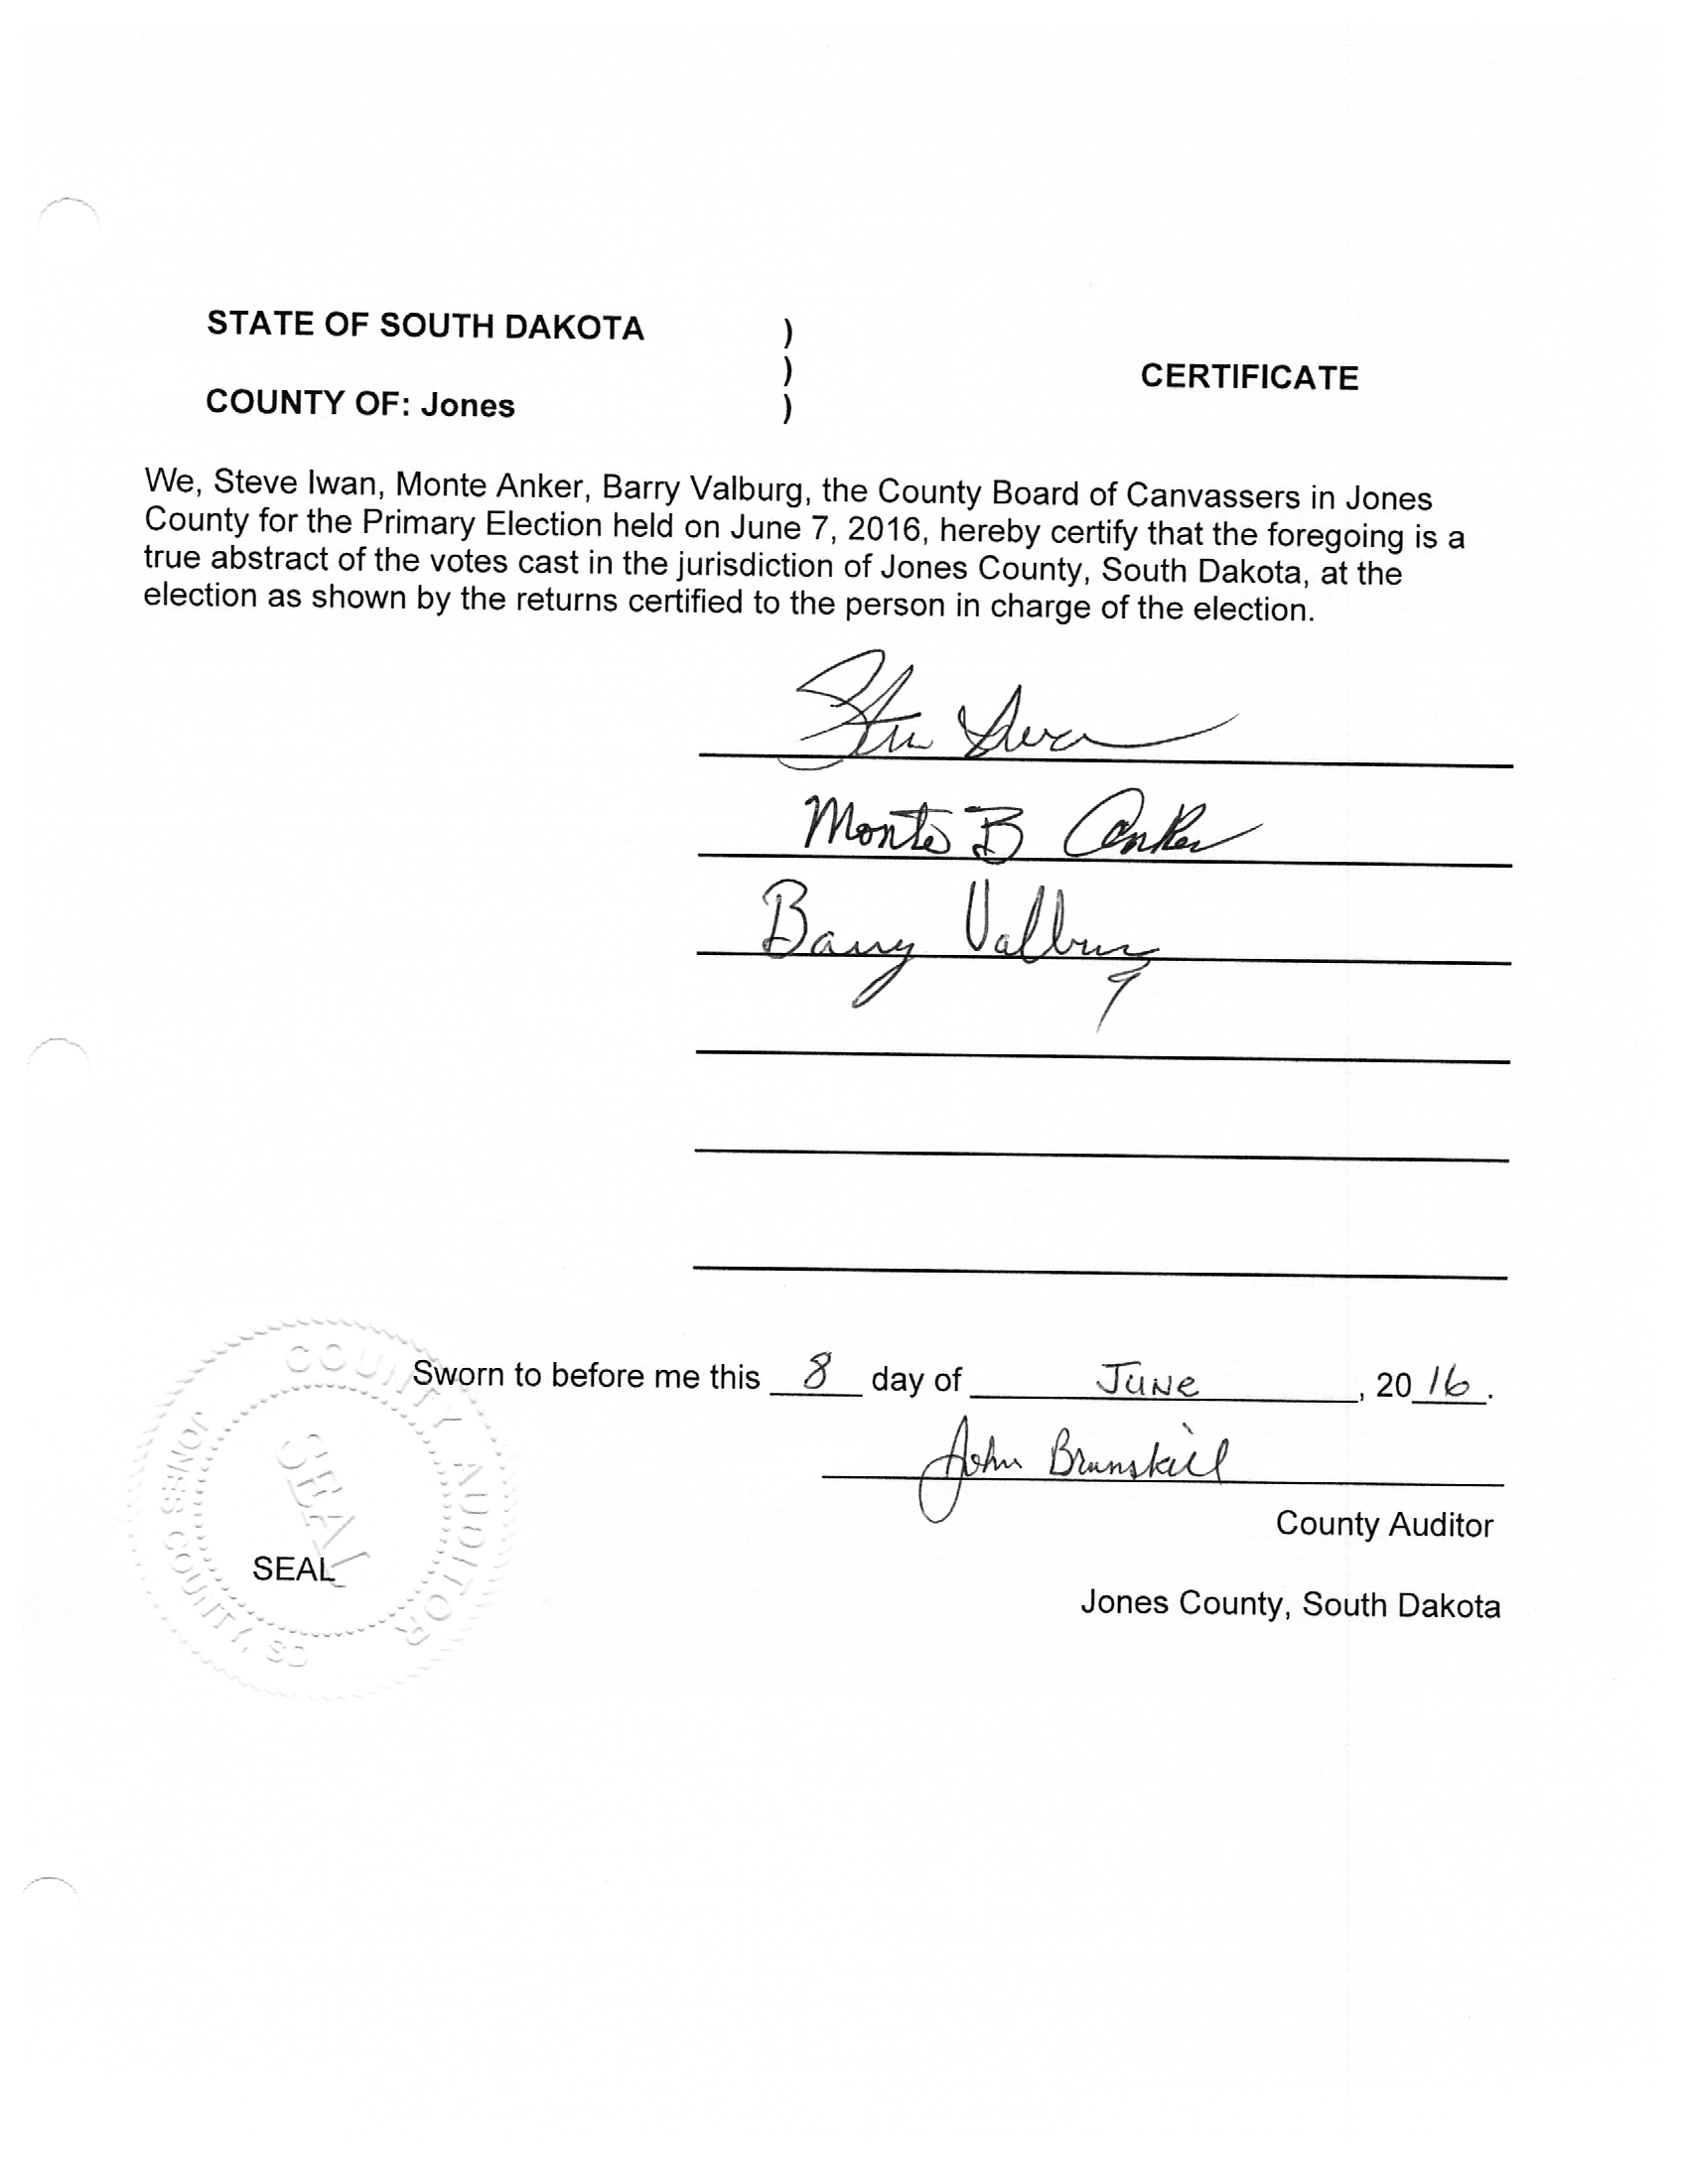 STATE OF SOUTH DAKOTA )
)
CERTIFICATE
COUNTY OF: Jones )
We, Steve Iwan, Monte Anker, Barry Valburg, the County Board of Canvassers in Jones
County for the Primary Election held on June 7, 2016, hereby certify that the foregoing is a
true abstract of the votes cast in the jurisdiction of Jones County, South Dakota, at the
election as shown by the returns certified to the person in charge of the election.
Steve Iwan
Monte B Anker
Barry Valburg
Sworn to before me this 8 day of June, 2016.
John Brunskill
County Auditor
Jones County, South Dakota
SEAL
COUNTY AUDITOR
JONES COUNTY, SD
SEAL